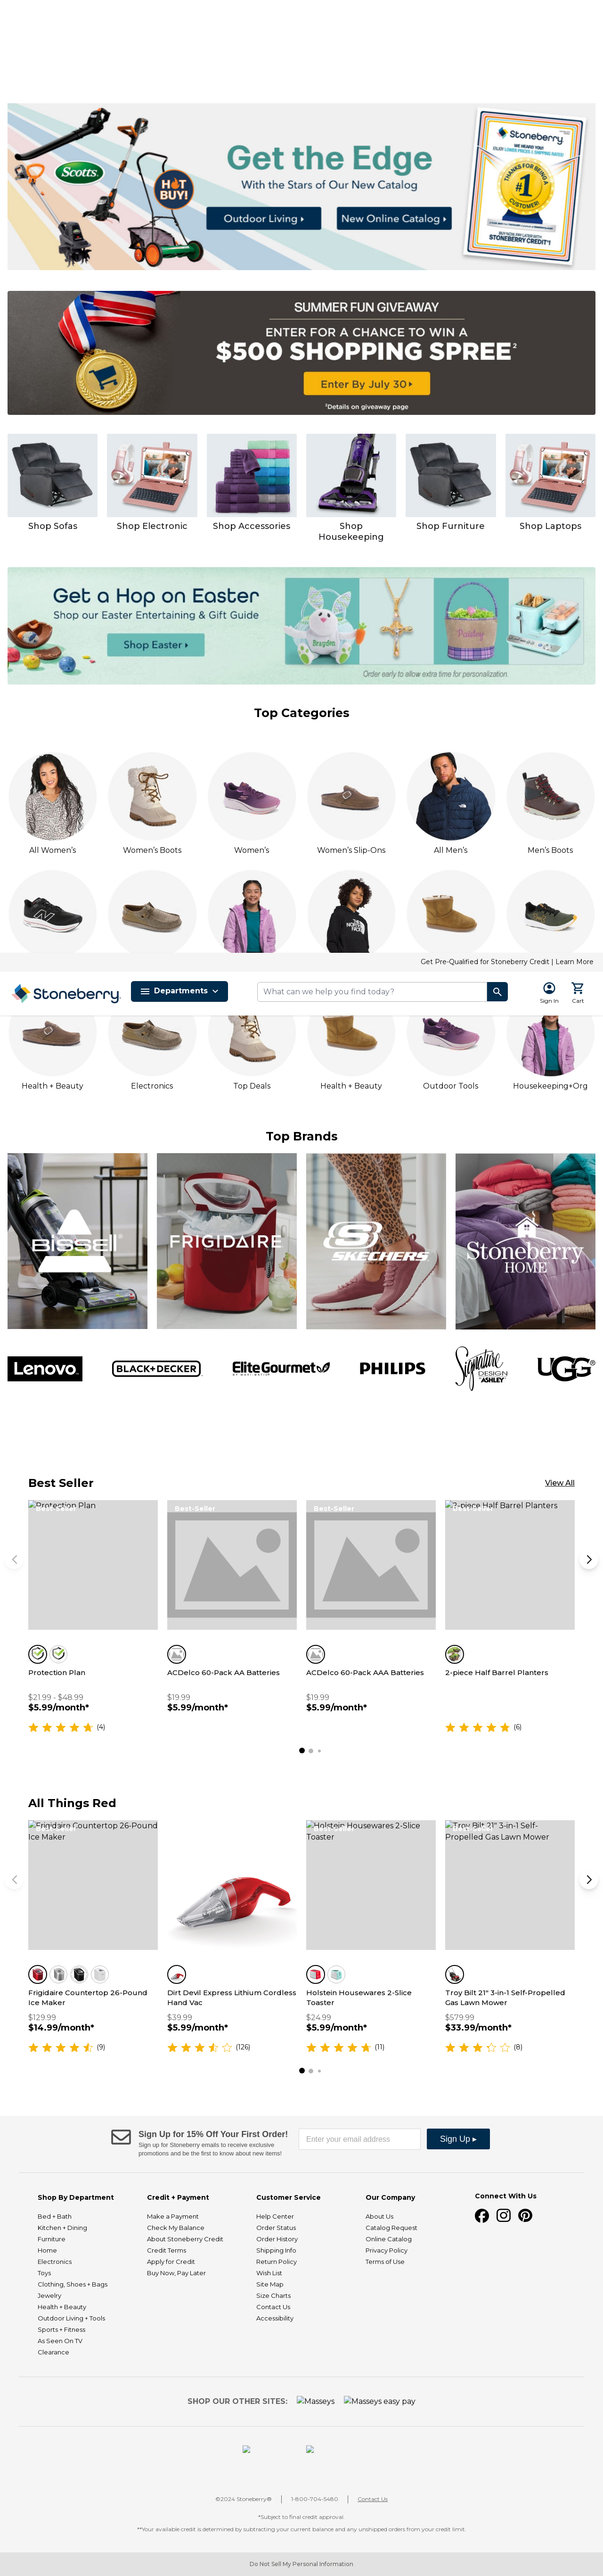 Scotts
HOT BUY!
Get the Edge
With the Stars of Our New Catalog
Outdoor Living
New Online Catalog
Stoneberry
WE HEARD YOU!
ENJOY LOWER PRICES & SHIPPING RATES
THANKS FOR BEING A
#1
CUSTOMER!
BUY NOW, PAY LATER WITH
STONEBERRY CREDIT!
SUMMER FUN GIVEAWAY
ENTER FOR A CHANCE TO WIN A
$500 SHOPPING SPREE²
Enter By July 30
²Details on giveaway page
Shop Sofas
Shop Electronic
Shop Accessories
Shop Housekeeping
Shop Furniture
Shop Laptops
Get a Hop on Easter
Shop our Easter Entertaining & Gift Guide
Shop Easter
Brayden
Paisley
Order early to allow extra time for personalization.
Top Categories
All Women's
Women's Boots
Women's
Women's Slip-Ons
All Men's
Men's Boots
Get Pre-Qualified for Stoneberry Credit | Learn More
Stoneberry
Departments
What can we help you find today?
Sign In
Cart
Health + Beauty
Electronics
Top Deals
Health + Beauty
Outdoor Tools
Housekeeping+Org
Top Brands
BISSELL
FRIGIDAIRE
SKECHERS
Stoneberry
HOME
Lenovo
BLACK+DECKER
EliteGourmet
BY MAXI-MATIC
PHILIPS
Signature
DESIGN
BY ASHLEY
UGG®
Best Seller
View All
Protection Plan
Best-Seller
Best-Seller
2-piece Half Barrel Planters
Protection Plan
ACDelco 60-Pack AA Batteries
ACDelco 60-Pack AAA Batteries
2-piece Half Barrel Planters
$21.99 - $48.99
$5.99/month*
$19.99
$5.99/month*
$19.99
$5.99/month*
(4)
(6)
All Things Red
Frigidaire Countertop 26-Pound Ice Maker
Holstein Housewares 2-Slice Toaster
Troy Bilt 21" 3-in-1 Self-Propelled Gas Lawn Mower
Frigidaire Countertop 26-Pound
Ice Maker
Dirt Devil Express Lithium Cordless
Hand Vac
Holstein Housewares 2-Slice
Toaster
Troy Bilt 21" 3-in-1 Self-Propelled
Gas Lawn Mower
$129.99
$14.99/month*
$39.99
$5.99/month*
$24.99
$5.99/month*
$579.99
$33.99/month*
(9)
(126)
(11)
(8)
Sign Up for 15% Off Your First Order!
Sign up for Stoneberry emails to receive exclusive
promotions and be the first to know about new items!
Enter your email address
Sign Up ▸
Shop By Department
Bed + Bath
Kitchen + Dining
Furniture
Home
Electronics
Toys
Clothing, Shoes + Bags
Jewelry
Health + Beauty
Outdoor Living + Tools
Sports + Fitness
As Seen On TV
Clearance
Credit + Payment
Make a Payment
Check My Balance
About Stoneberry Credit
Credit Terms
Apply for Credit
Buy Now, Pay Later
Customer Service
Help Center
Order Status
Order History
Shipping Info
Return Policy
Wish List
Site Map
Size Charts
Contact Us
Accessibility
Our Company
About Us
Catalog Request
Online Catalog
Privacy Policy
Terms of Use
Connect With Us
SHOP OUR OTHER SITES:
Masseys
Masseys easy pay
©2024 Stoneberry®
1-800-704-5480
Contact Us
*Subject to final credit approval.
**Your available credit is determined by subtracting your current balance and any unshipped orders from your credit limit.
Do Not Sell My Personal Information